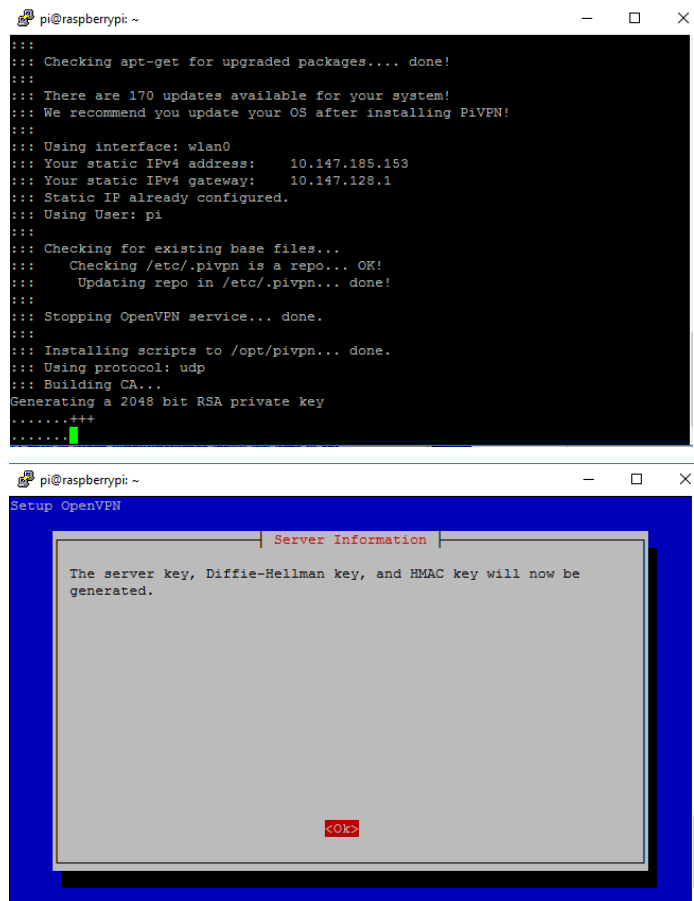 pi@raspberrypi: ~
:::
::: Checking apt-get for upgraded packages.... done!
:::
::: There are 170 updates available for your system!
::: We recommend you update your OS after installing PiVPN!
:::
::: Using interface: wlan0
::: Your static IPv4 address:    10.147.185.153
::: Your static IPv4 gateway:    10.147.128.1
::: Static IP already configured.
::: Using User: pi
:::
::: Checking for existing base files...
:::    Checking /etc/.pivpn is a repo... OK!
:::     Updating repo in /etc/.pivpn... done!
:::
::: Stopping OpenVPN service... done.
:::
::: Installing scripts to /opt/pivpn... done.
::: Using protocol: udp
::: Building CA...
Generating a 2048 bit RSA private key
.......+++
.......
pi@raspberrypi: ~
Setup OpenVPN
Server Information
The server key, Diffie-Hellman key, and HMAC key will now be
generated.
<Ok>